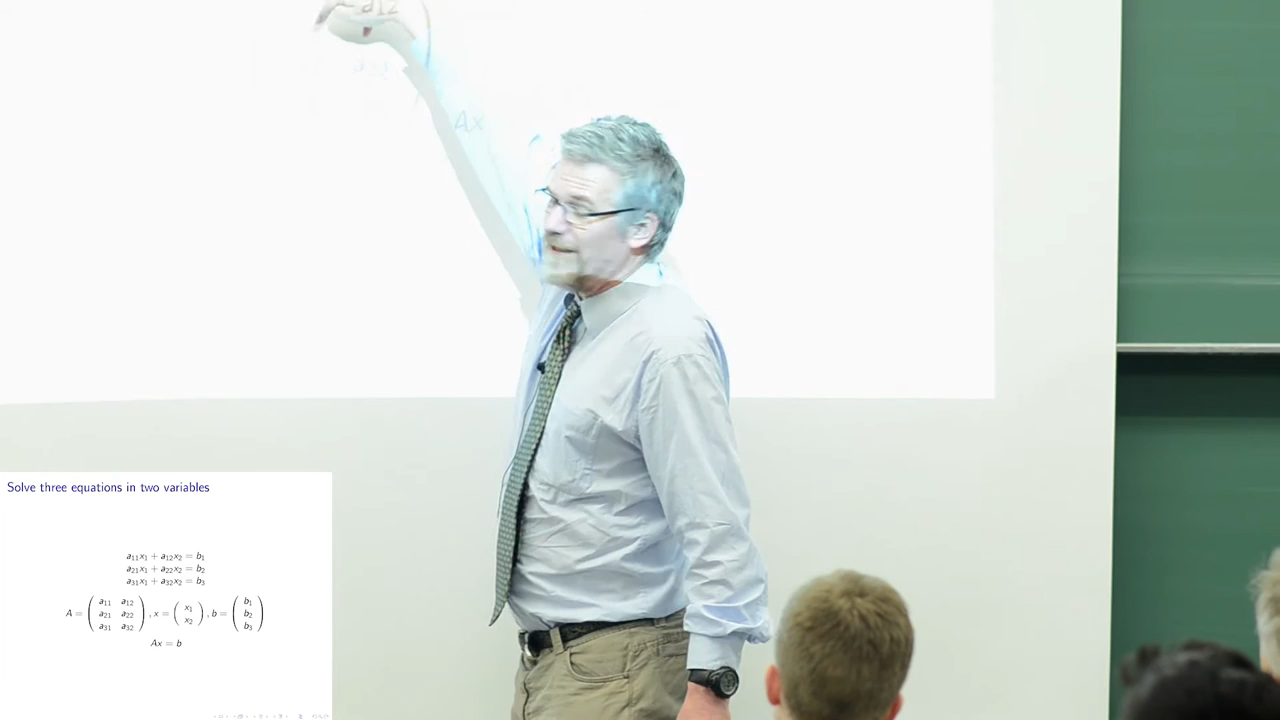 a12
Ax
Solve three equations in two variables
a₁₁x₁ + a₁₂x₂ = b₁
a₂₁x₁ + a₂₂x₂ = b₂
a₃₁x₁ + a₃₂x₂ = b₃
A = ( a₁₁ a₁₂
a₂₁ a₂₂
a₃₁ a₃₂ ) , x = ( x₁
x₂ ) , b = ( b₁
b₂
b₃ )
Ax = b